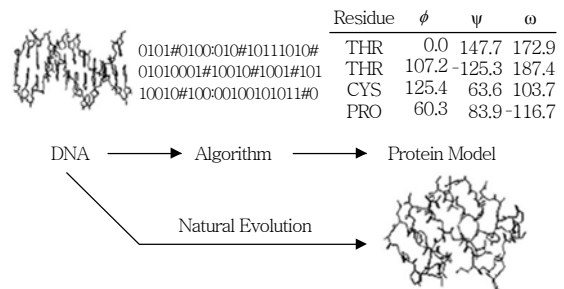 Residue φ ψ ω
THR 0.0 147.7 172.9
THR 107.2 -125.3 187.4
CYS 125.4 63.6 103.7
PRO 60.3 83.9 -116.7
0101#0100:010#10111010#
01010001#10010#1001#101
10010#100:00100101011#0
DNA Algorithm Protein Model
Natural Evolution